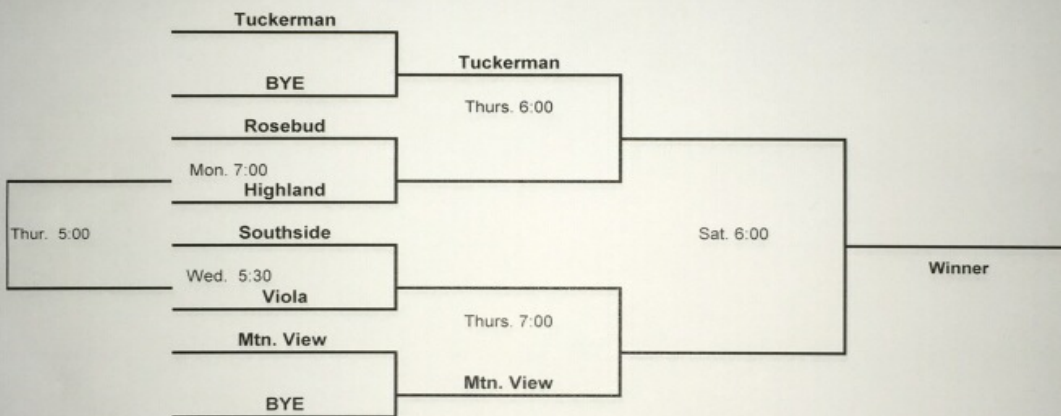 Tuckerman
BYE
Tuckerman
Thurs. 6:00
Rosebud
Mon. 7:00
Highland
Thur. 5:00
Southside
Wed. 5:30
Viola
Sat. 6:00
Winner
Thurs. 7:00
Mtn. View
Mtn. View
BYE